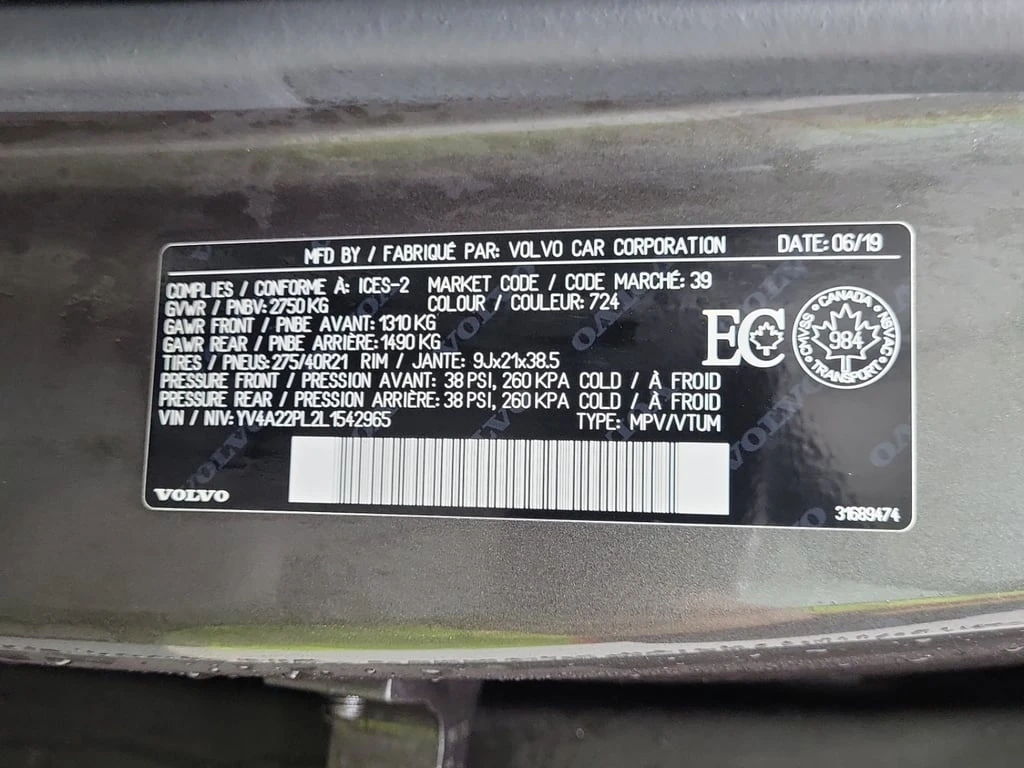 MFD BY / FABRIQUÉ PAR: VOLVO CAR CORPORATION DATE: 06/19
COMPLIES / CONFORME À: ICES-2 MARKET CODE / CODE MARCHÉ: 39
GVWR / PNBV: 2750 KG COLOUR / COULEUR: 724
GAWR FRONT / PNBE AVANT: 1310 KG
GAWR REAR / PNBE ARRIÈRE: 1490 KG
TIRES / PNEUS: 275/40R21 RIM / JANTE: 9Jx21x38.5
PRESSURE FRONT / PRESSION AVANT: 38 PSI, 260 KPA COLD / À FROID
PRESSURE REAR / PRESSION ARRIÈRE: 38 PSI, 260 KPA COLD / À FROID
VIN / NIV: YV4A22PL2L1542965 TYPE: MPV/VTUM
EC
CANADA
CMVSS NSVAC
984
TRANSPORT
VOLVO
31689474